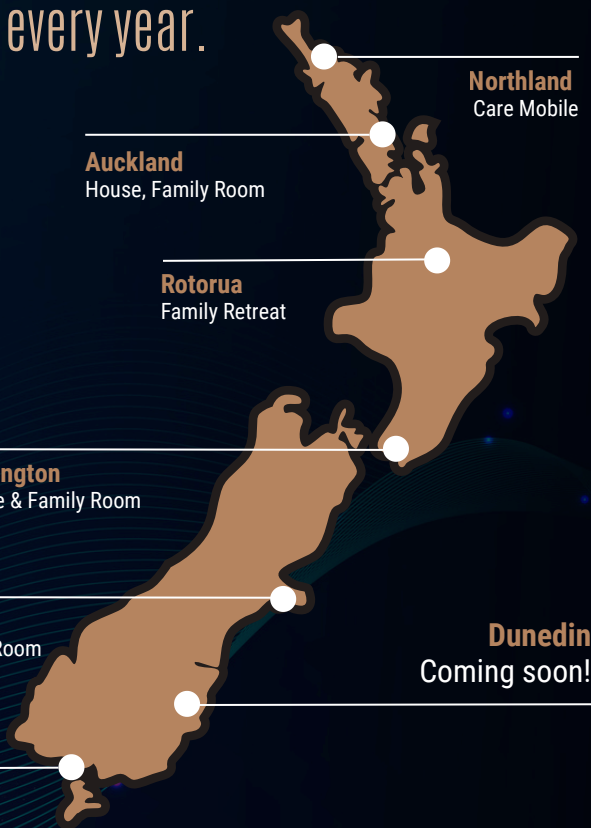 every year.
Northland
Care Mobile
Auckland
House, Family Room
Rotorua
Family Retreat
ngton
e & Family Room
Room
Dunedin
Coming soon!